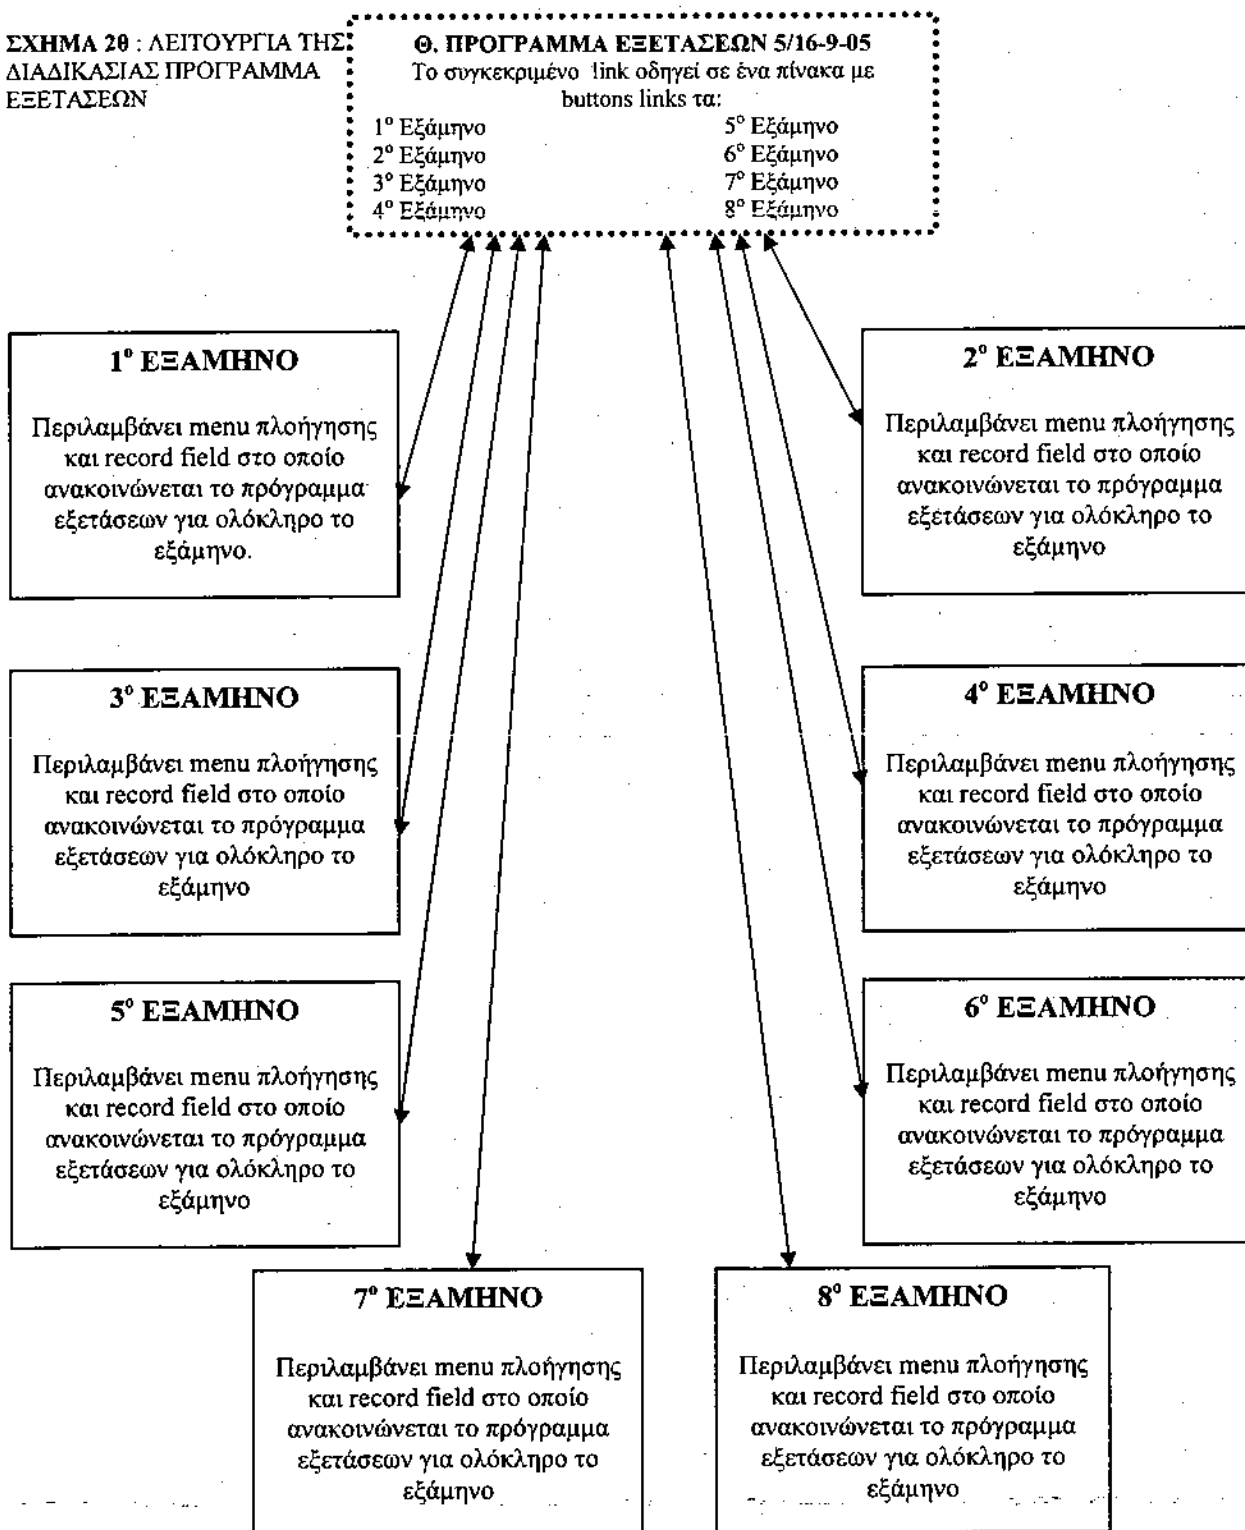 ΣΧΗΜΑ 2θ : ΛΕΙΤΟΥΡΓΙΑ ΤΗΣ
ΔΙΑΔΙΚΑΣΙΑΣ ΠΡΟΓΡΑΜΜΑ
ΕΞΕΤΑΣΕΩΝ
Θ. ΠΡΟΓΡΑΜΜΑ ΕΞΕΤΑΣΕΩΝ 5/16-9-05
Το συγκεκριμένο link οδηγεί σε ένα πίνακα με
buttons links τα:
1° Εξάμηνο
2° Εξάμηνο
3° Εξάμηνο
4° Εξάμηνο
5° Εξάμηνο
6° Εξάμηνο
7° Εξάμηνο
8° Εξάμηνο
1° ΕΞΑΜΗΝΟ
Περιλαμβάνει menu πλοήγησης
και record field στο οποίο
ανακοινώνεται το πρόγραμμα
εξετάσεων για ολόκληρο το
εξάμηνο.
2° ΕΞΑΜΗΝΟ
Περιλαμβάνει menu πλοήγησης
και record field στο οποίο
ανακοινώνεται το πρόγραμμα
εξετάσεων για ολόκληρο το
εξάμηνο
3° ΕΞΑΜΗΝΟ
Περιλαμβάνει menu πλοήγησης
και record field στο οποίο
ανακοινώνεται το πρόγραμμα
εξετάσεων για ολόκληρο το
εξάμηνο
4° ΕΞΑΜΗΝΟ
Περιλαμβάνει menu πλοήγησης
και record field στο οποίο
ανακοινώνεται το πρόγραμμα
εξετάσεων για ολόκληρο το
εξάμηνο
5° ΕΞΑΜΗΝΟ
Περιλαμβάνει menu πλοήγησης
και record field στο οποίο
ανακοινώνεται το πρόγραμμα
εξετάσεων για ολόκληρο το
εξάμηνο
6° ΕΞΑΜΗΝΟ
Περιλαμβάνει menu πλοήγησης
και record field στο οποίο
ανακοινώνεται το πρόγραμμα
εξετάσεων για ολόκληρο το
εξάμηνο
7° ΕΞΑΜΗΝΟ
Περιλαμβάνει menu πλοήγησης
και record field στο οποίο
ανακοινώνεται το πρόγραμμα
εξετάσεων για ολόκληρο το
εξάμηνο
8° ΕΞΑΜΗΝΟ
Περιλαμβάνει menu πλοήγησης
και record field στο οποίο
ανακοινώνεται το πρόγραμμα
εξετάσεων για ολόκληρο το
εξάμηνο